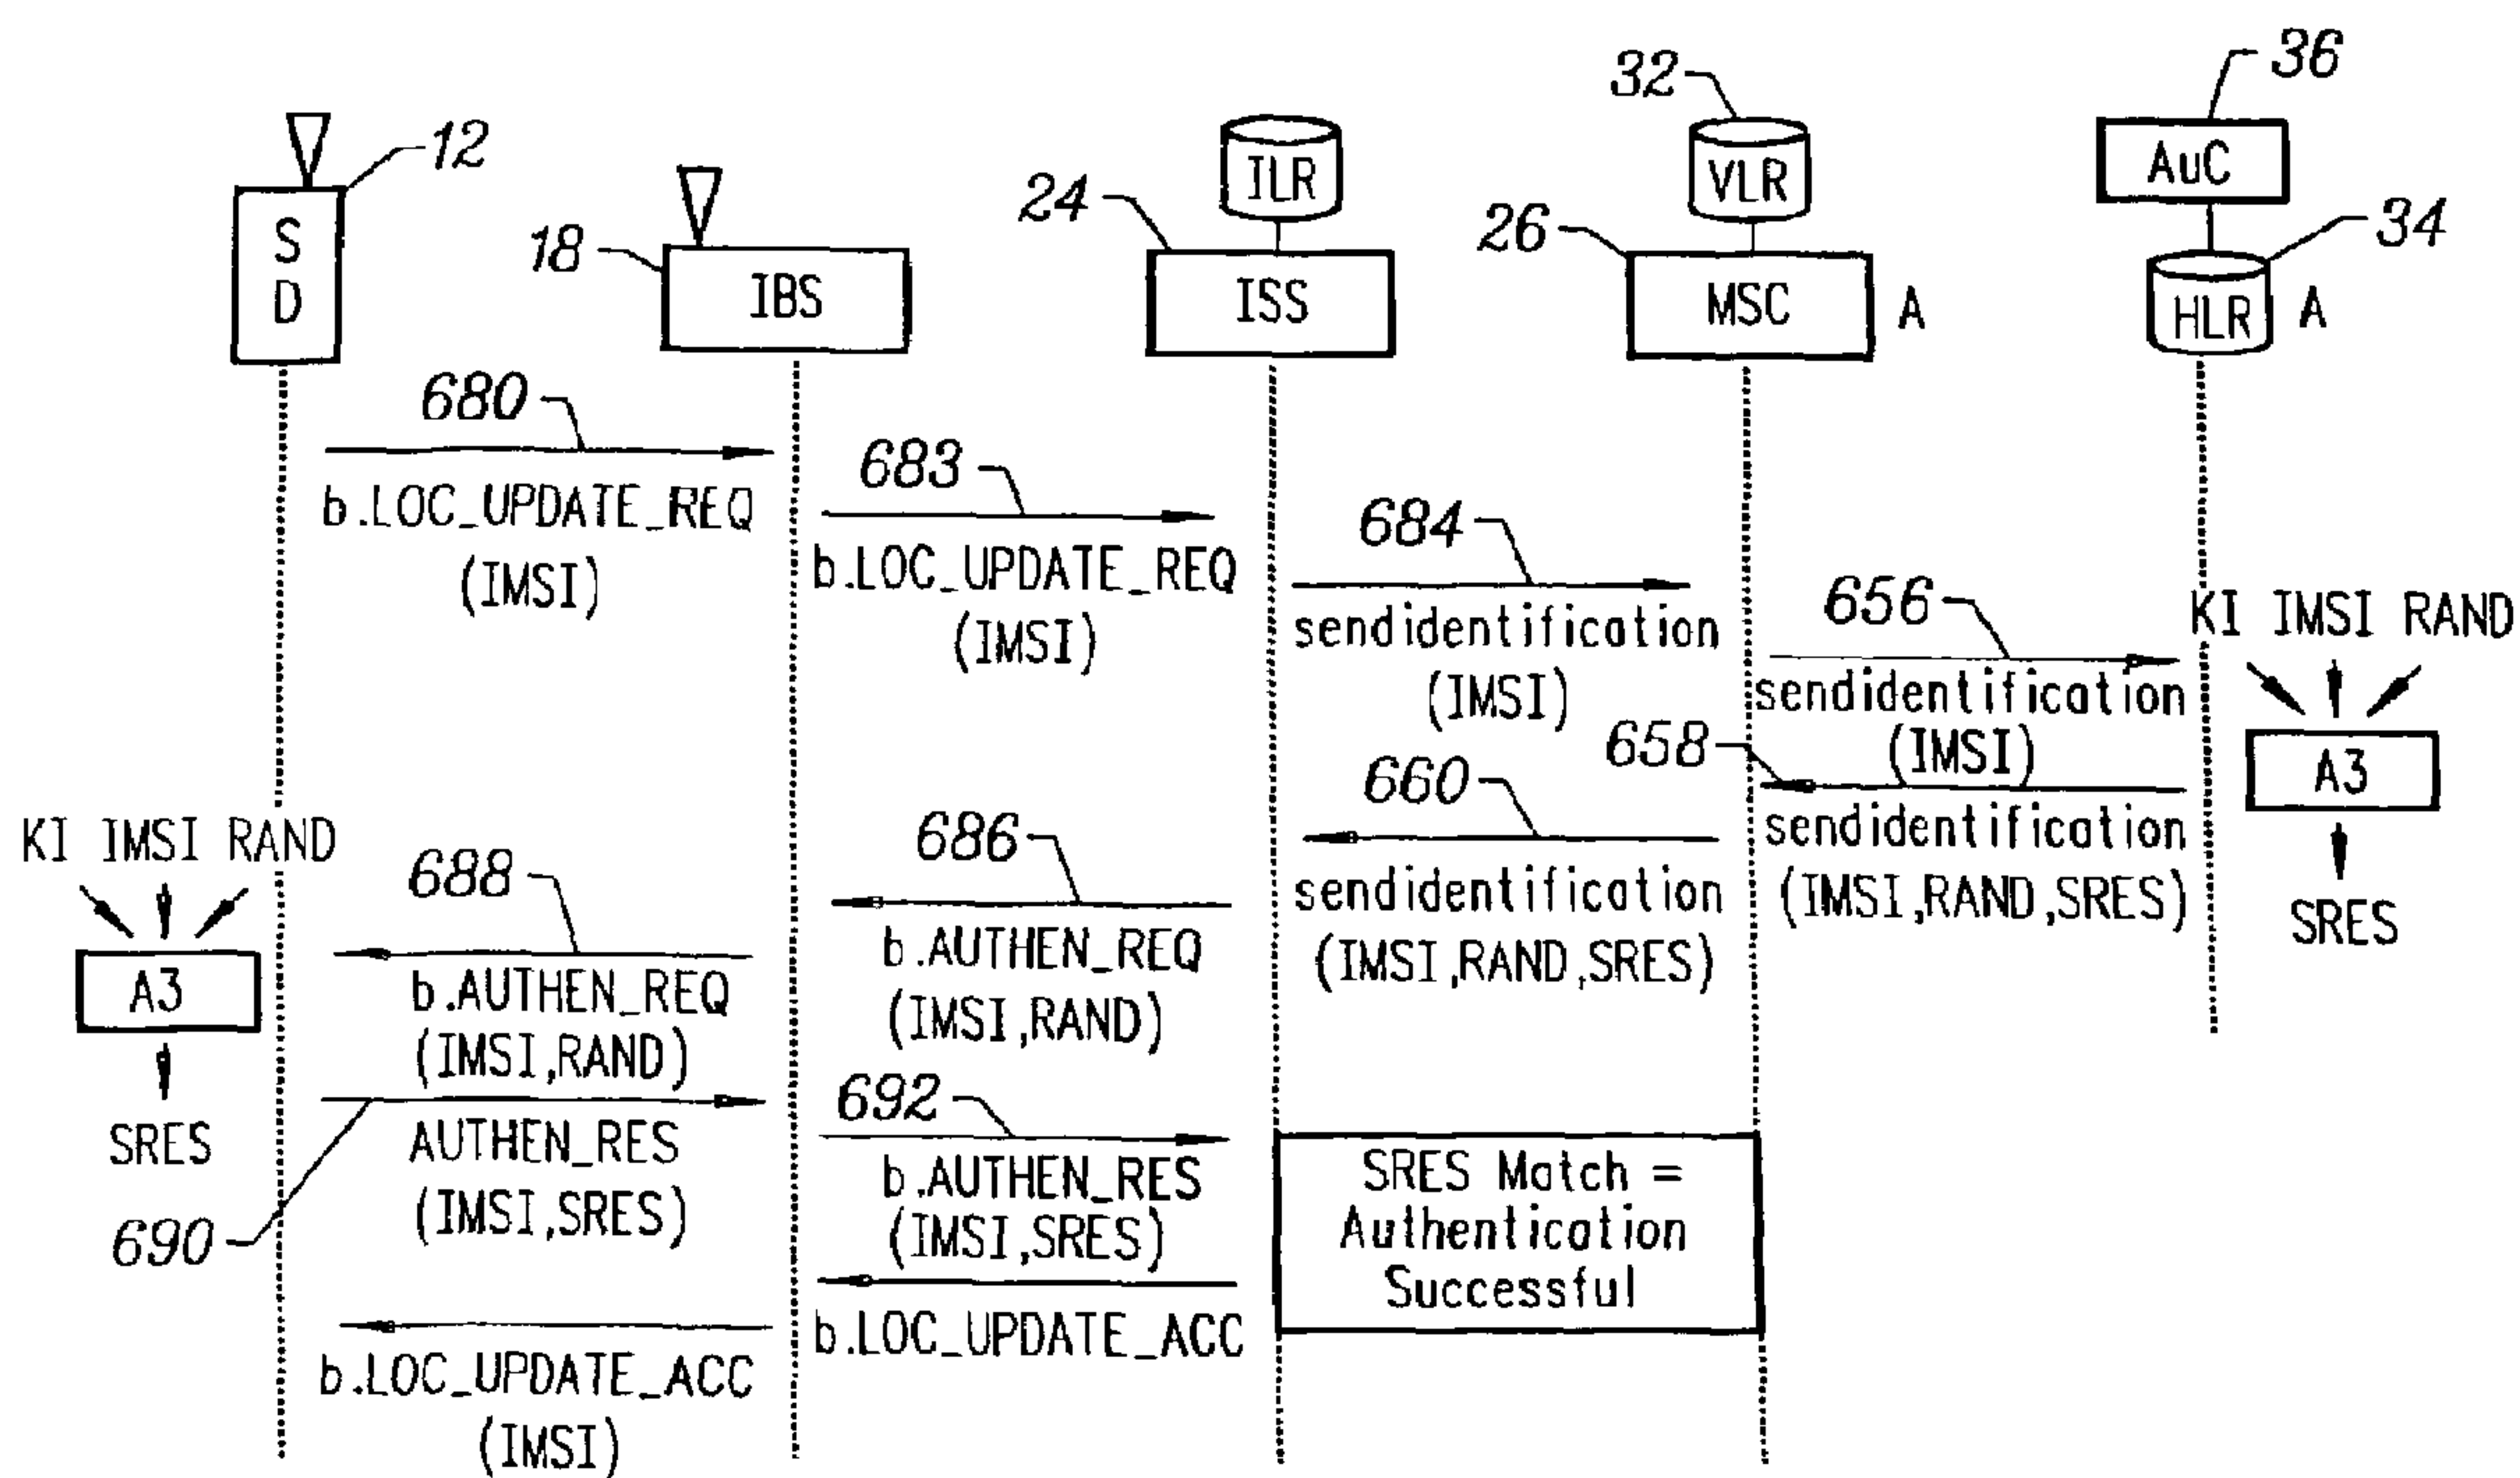 36
32
12
AuC
ILR
VLR
24
34
S
D
18
26
IBS
ISS
MSC
A
HLR
A
680
683
b.LOC_UPDATE_REQ
(IMSI)
684
b.LOC_UPDATE_REQ
(IMSI)
656
KI IMSI RAND
sendidentification
(IMSI)
sendidentification
(IMSI)
658
660
A3
KI IMSI RAND
686
sendidentification
(IMSI,RAND,SRES)
688
sendidentification
(IMSI,RAND,SRES)
SRES
b.AUTHEN_REQ
(IMSI,RAND)
A3
b.AUTHEN_REQ
(IMSI,RAND)
692
SRES
AUTHEN_RES
(IMSI,SRES)
b.AUTHEN_RES
(IMSI,SRES)
SRES Match =
Authentication
Successful
690
b.LOC_UPDATE_ACC
b.LOC_UPDATE_ACC
(IMSI)